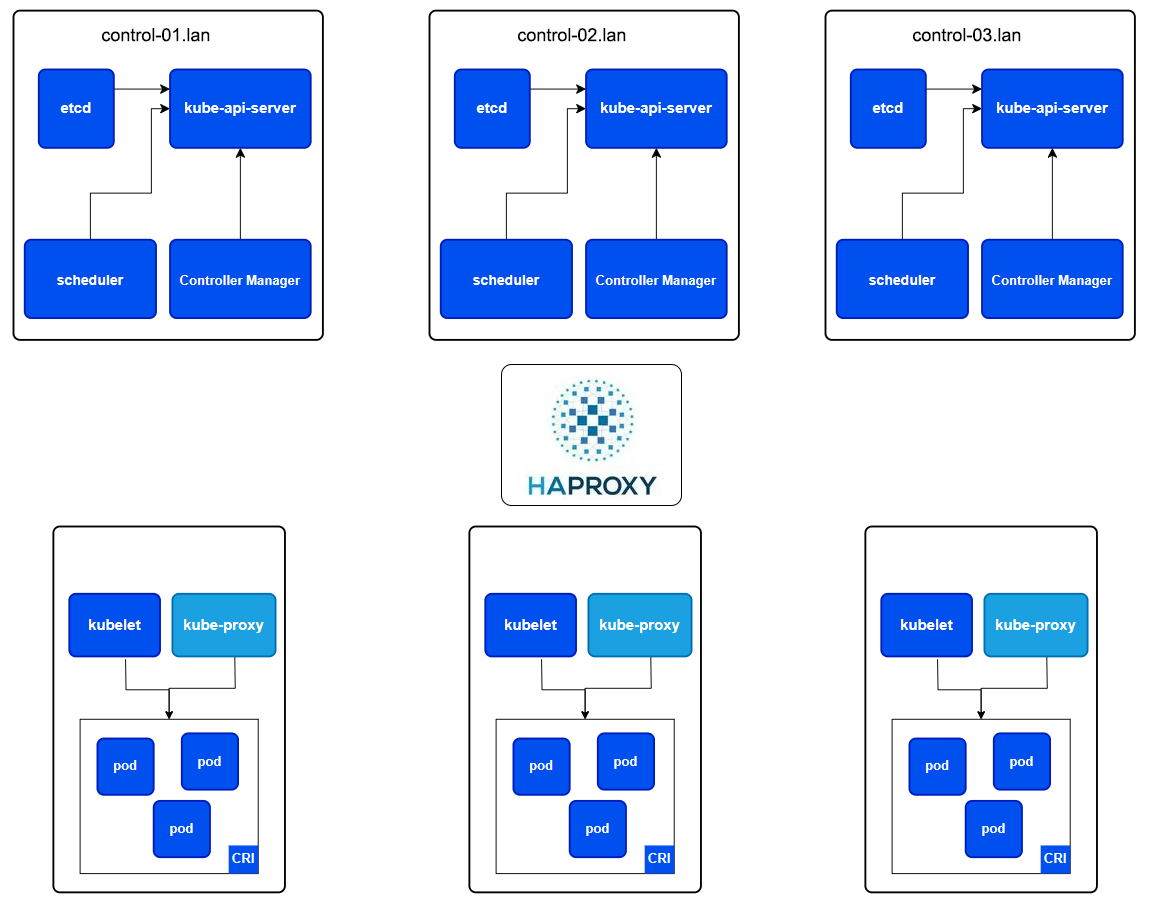 control-01.lan
control-02.lan
control-03.lan
etcd
kube-api-server
etcd
kube-api-server
etcd
kube-api-server
scheduler
Controller Manager
scheduler
Controller Manager
scheduler
Controller Manager
HAPROXY
kubelet
kube-proxy
kubelet
kube-proxy
kubelet
kube-proxy
pod
pod
pod
CRI
pod
pod
pod
CRI
pod
pod
pod
CRI